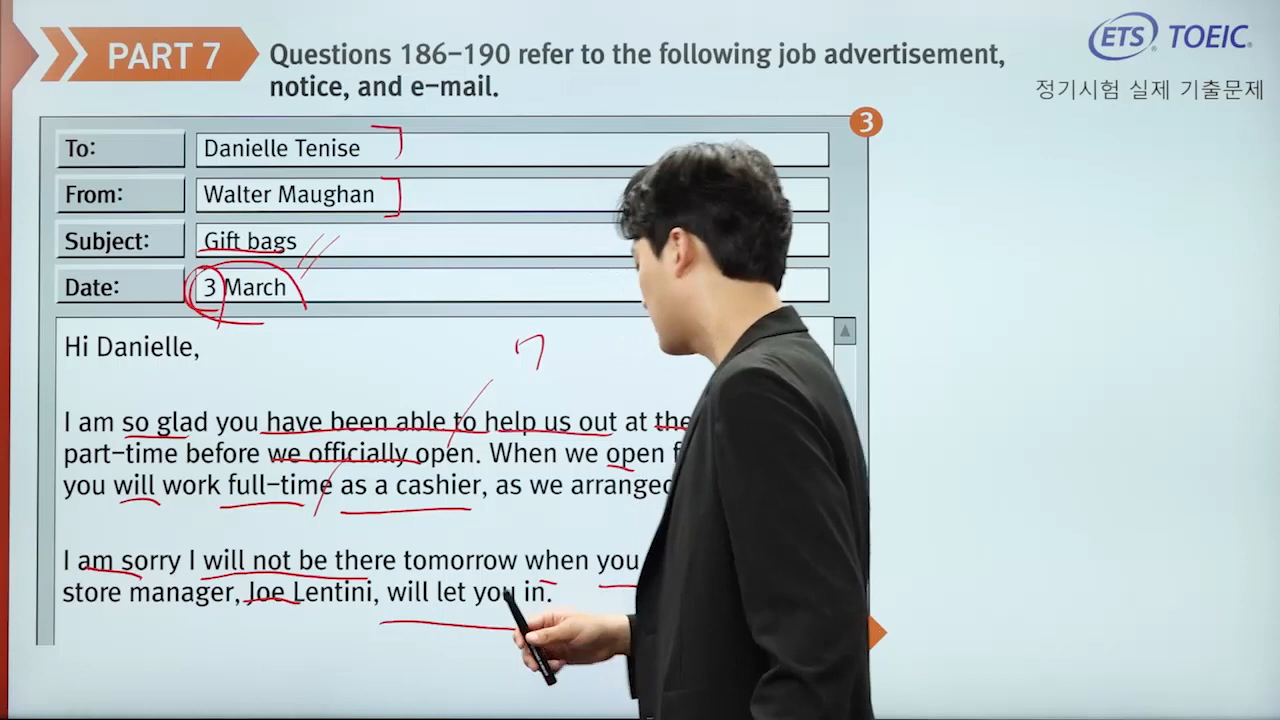 PART 7
Questions 186–190 refer to the following job advertisement,
notice, and e-mail.
ETS TOEIC
정기시험 실제 기출문제
3
To: Danielle Tenise
From: Walter Maughan
Subject: Gift bags
Date: 3 March
Hi Danielle,
7
I am so glad you have been able to help us out at the
part-time before we officially open. When we open
you will work full-time as a cashier, as we arranged
I am sorry I will not be there tomorrow when you
store manager, Joe Lentini, will let you in.